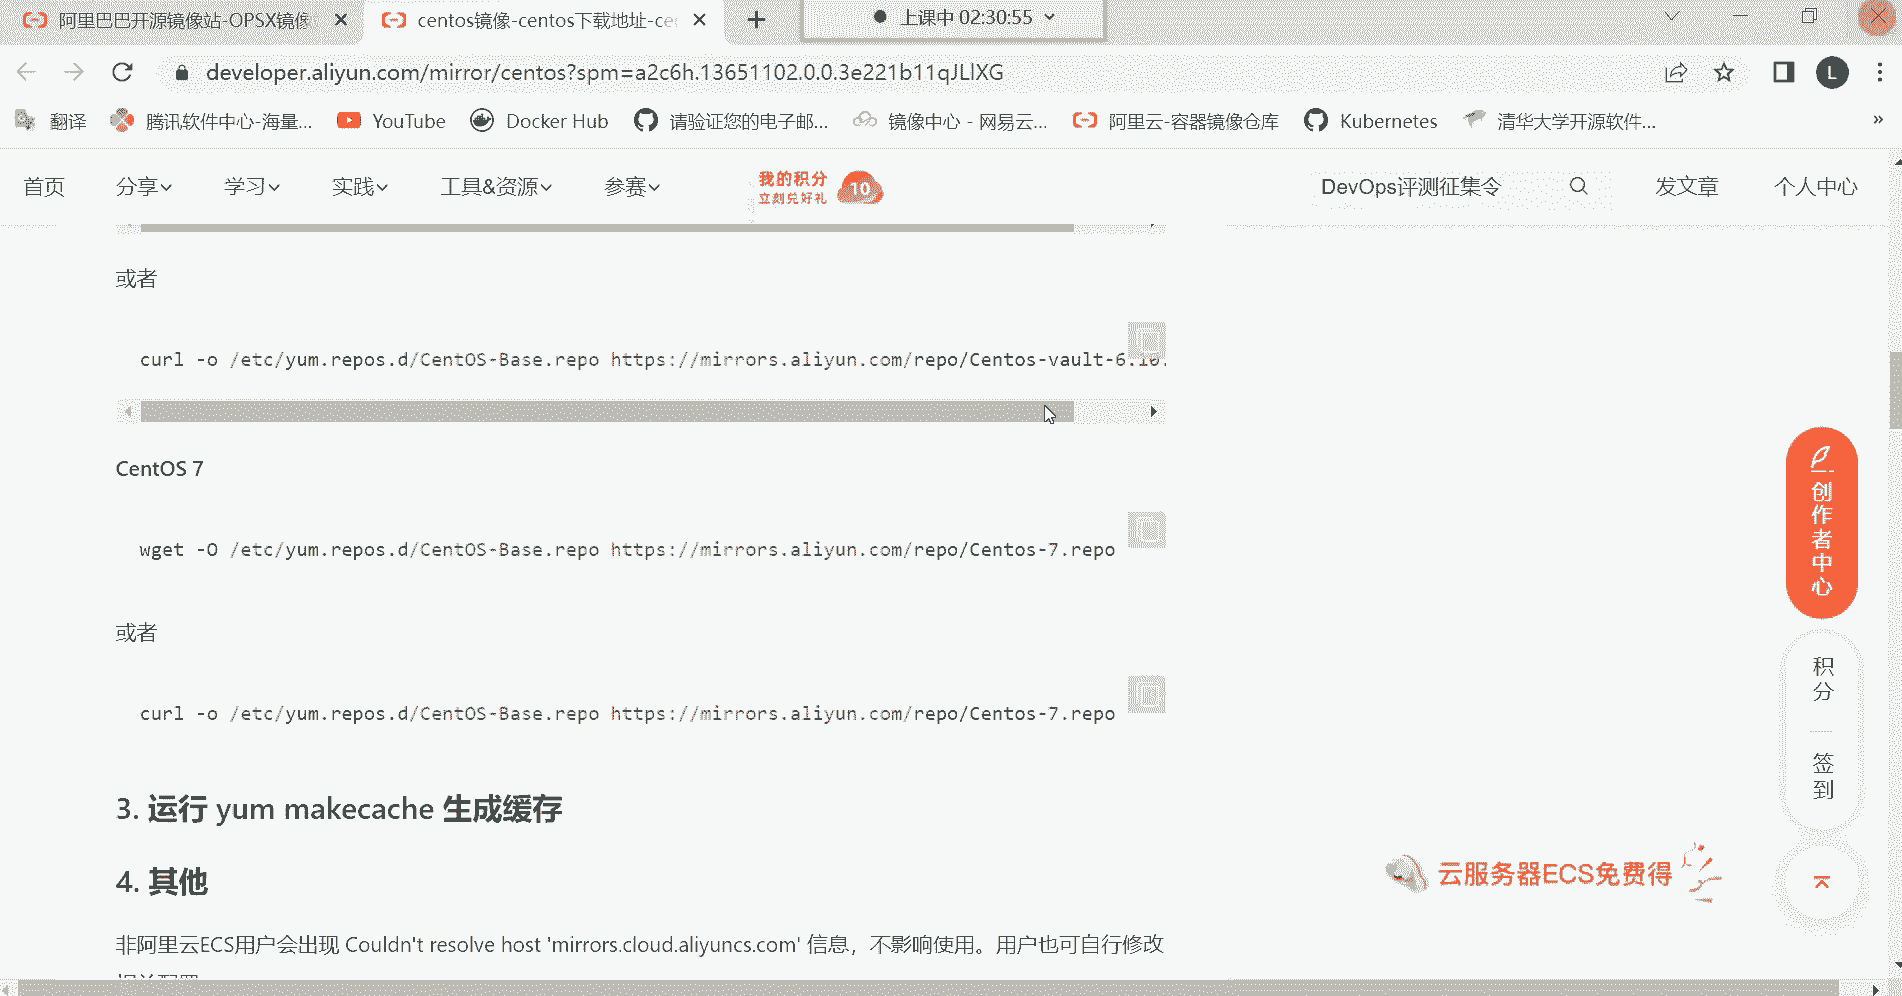 阿里巴巴开源镜像站-OPSX镜像
centos镜像-centos下载地址-ce
上课中 02:30:55
developer.aliyun.com/mirror/centos?spm=a2c6h.13651102.0.0.3e221b11qJLlXG
L
翻译
腾讯软件中心-海量...
YouTube
Docker Hub
请验证您的电子邮...
镜像中心 - 网易云...
阿里云-容器镜像仓库
Kubernetes
清华大学开源软件...
»
首页
分享
学习
实践
工具&资源
参赛
我的积分
立刻兑好礼
10
DevOps评测征集令
发文章
个人中心
或者
curl -o /etc/yum.repos.d/CentOS-Base.repo https://mirrors.aliyun.com/repo/Centos-vault-6.10.
CentOS 7
wget -O /etc/yum.repos.d/CentOS-Base.repo https://mirrors.aliyun.com/repo/Centos-7.repo
或者
curl -o /etc/yum.repos.d/CentOS-Base.repo https://mirrors.aliyun.com/repo/Centos-7.repo
3. 运行 yum makecache 生成缓存
4. 其他
非阿里云ECS用户会出现 Couldn't resolve host 'mirrors.cloud.aliyuncs.com' 信息，不影响使用。用户也可自行修改
创作者中心
积分
签到
云服务器ECS免费得